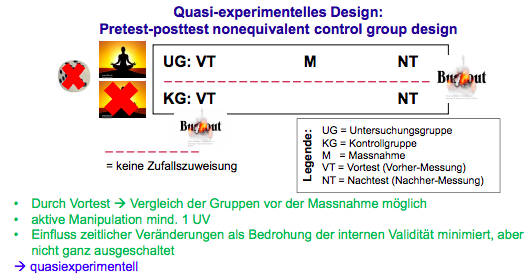 Quasi-experimentelles Design:
Pretest-posttest nonequivalent control group design
UG: VT M NT
Burnout
KG: VT NT
Burnout
= keine Zufallszuweisung
Legende:
UG = Untersuchungsgruppe
KG = Kontrollgruppe
M = Massnahme
VT = Vortest (Vorher-Messung)
NT = Nachtest (Nachher-Messung)
• Durch Vortest → Vergleich der Gruppen vor der Massnahme möglich
• aktive Manipulation mind. 1 UV
• Einfluss zeitlicher Veränderungen als Bedrohung der internen Validität minimiert, aber
nicht ganz ausgeschaltet
→ quasiexperimentell